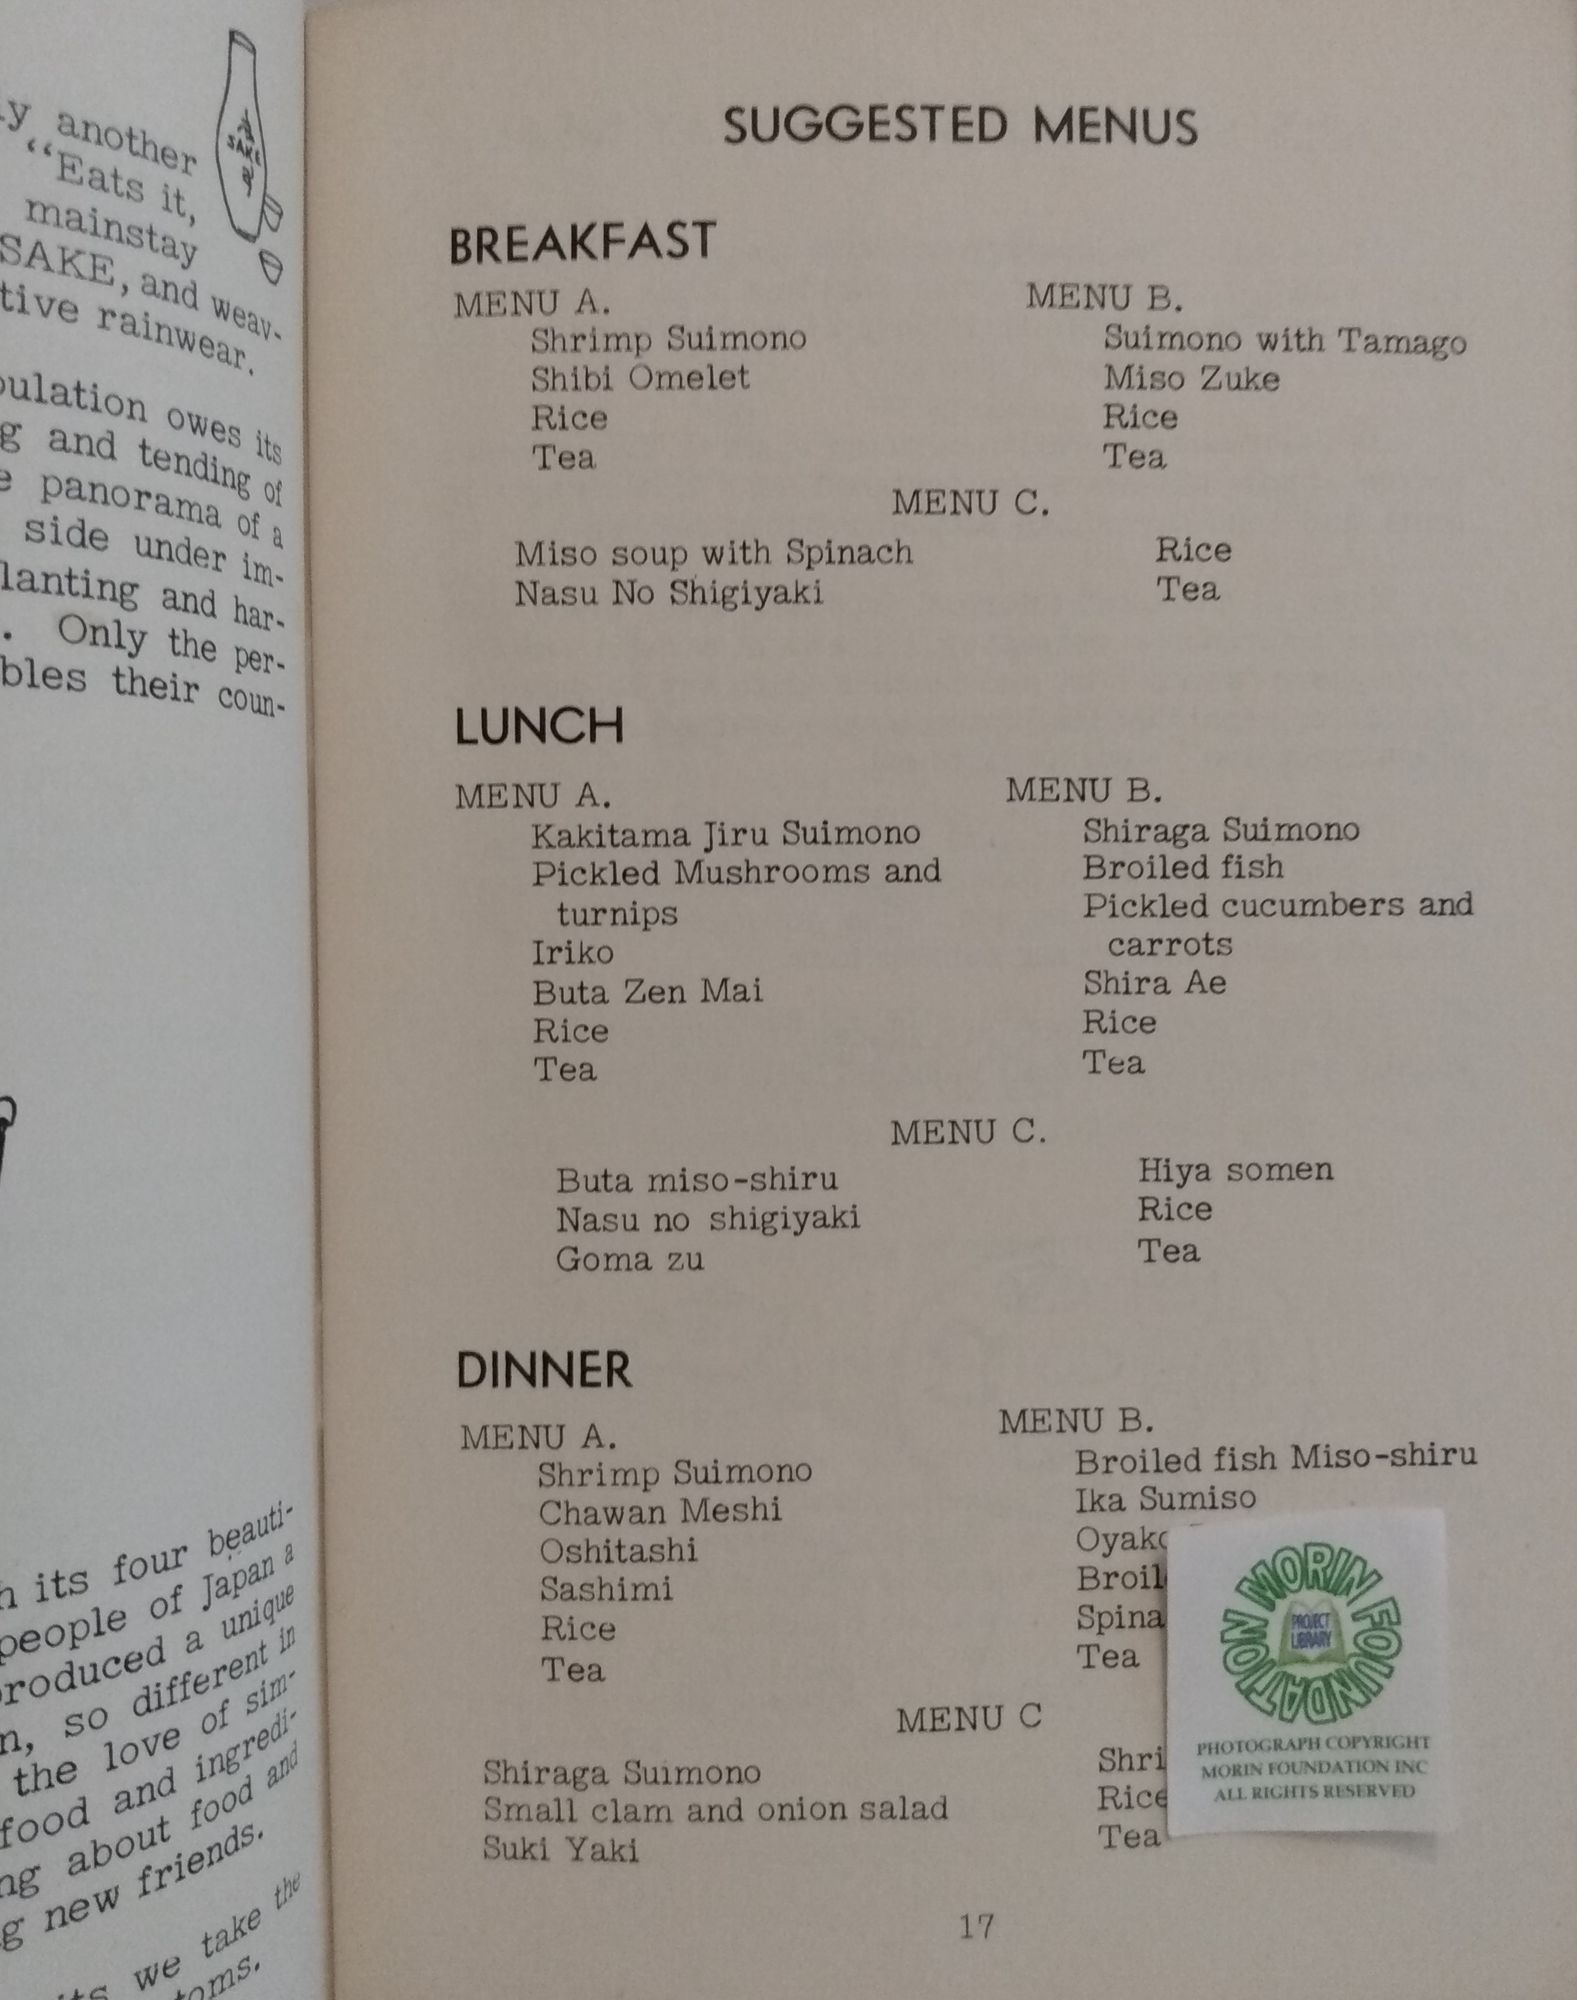 another
"Eats it,
mainstay
SAKE, and weav-
rainwear.
owes its
and tending of
panorama of a
side under im-
and har-
. Only the per-
their coun-
SAKE
its four beauti-
people of Japan a
produced a unique
so different in
the love of sim-
food and ingredi-
about food and
new friends.
we take the
SUGGESTED MENUS
BREAKFAST
MENU A.
Shrimp Suimono
Shibi Omelet
Rice
Tea
MENU B.
Suimono with Tamago
Miso Zuke
Rice
Tea
MENU C.
Miso soup with Spinach
Nasu No Shigiyaki
Rice
Tea
LUNCH
MENU A.
Kakitama Jiru Suimono
Pickled Mushrooms and
turnips
Iriko
Buta Zen Mai
Rice
Tea
MENU B.
Shiraga Suimono
Broiled fish
Pickled cucumbers and
carrots
Shira Ae
Rice
Tea
MENU C.
Buta miso-shiru
Nasu no shigiyaki
Goma zu
Hiya somen
Rice
Tea
DINNER
MENU A.
Shrimp Suimono
Chawan Meshi
Oshitashi
Sashimi
Rice
Tea
MENU B.
Broiled fish Miso-shiru
Ika Sumiso
Tea
MENU C
Shiraga Suimono
Small clam and onion salad
Suki Yaki
Rice
Tea
MORIN FOUNDATION
PROJECT
LIBRARY
PHOTOGRAPH COPYRIGHT
MORIN FOUNDATION INC
ALL RIGHTS RESERVED
17